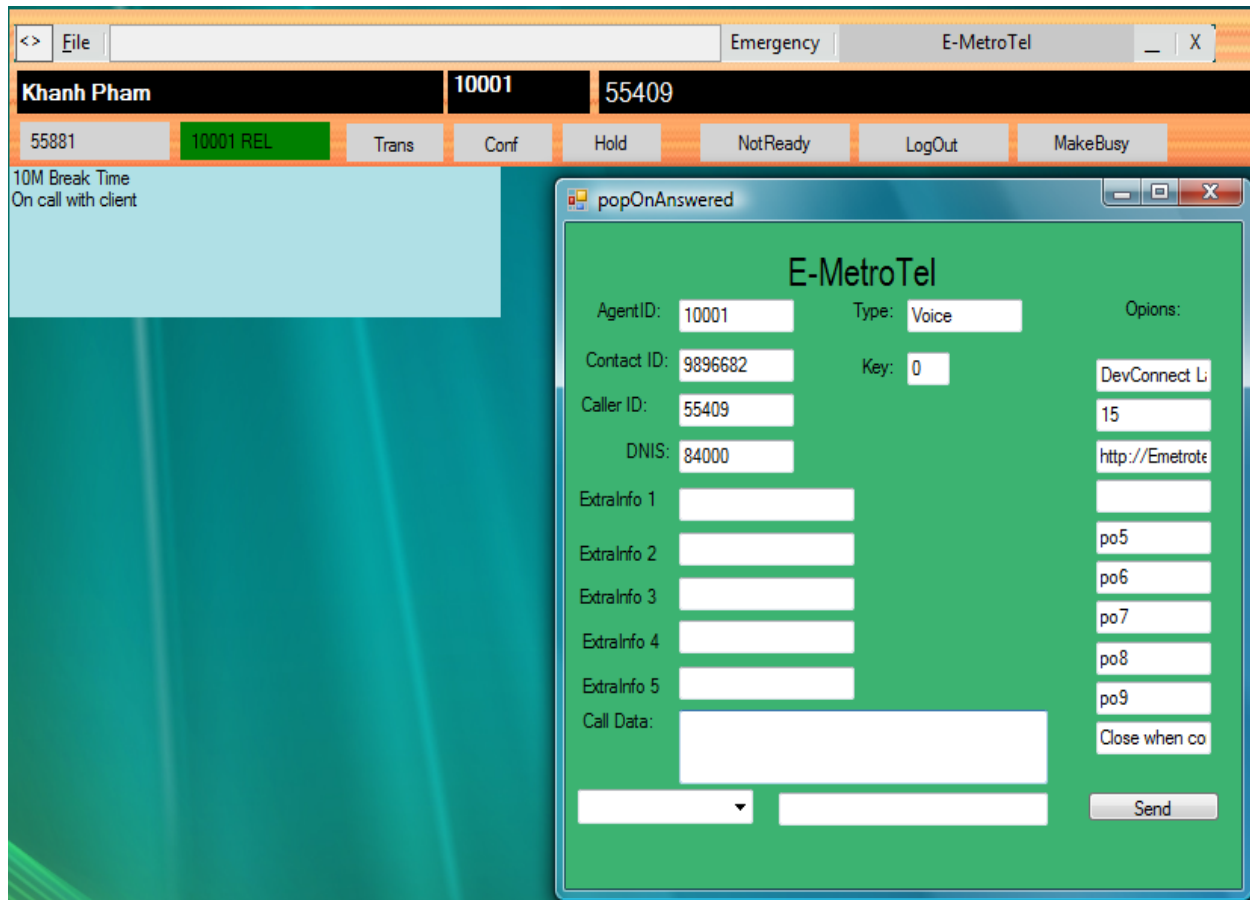 <> File Emergency E-MetroTel _ X
Khanh Pham 10001 55409
55881 10001 REL Trans Conf Hold NotReady LogOut MakeBusy
10M Break Time
On call with client
popOnAnswered
E-MetroTel
AgentID: 10001 Type: Voice Opions:
Contact ID: 9896682 Key: 0 DevConnect
Caller ID: 55409 15
DNIS: 84000 http://Emetrote
ExtraInfo 1
ExtraInfo 2 po5
ExtraInfo 3 po6
po7
ExtraInfo 4 po8
ExtraInfo 5 po9
Call Data: Close when co
Send